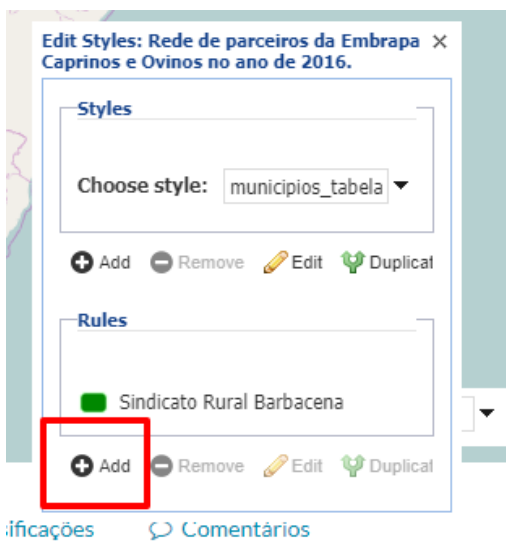 Edit Styles: Rede de parceiros da Embrapa
Caprinos e Ovinos no ano de 2016.
Styles
Choose style: municipios_tabela
Add Remove Edit Duplicat
Rules
Sindicato Rural Barbacena
Add Remove Edit Duplicat
sificações Comentários